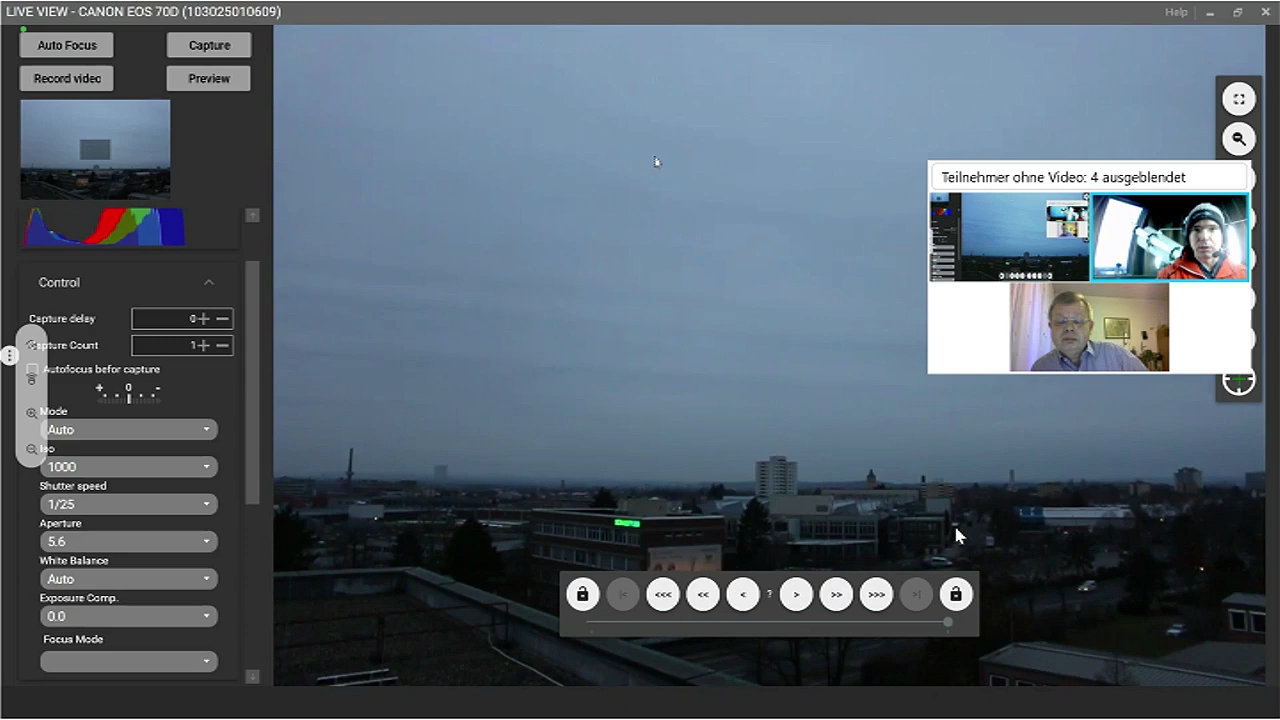 LIVE VIEW - CANON EOS 70D (103025010609)
Help
Auto Focus
Capture
Record video
Preview
Teilnehmer ohne Video: 4 ausgeblendet
Control
Capture delay
0
Capture Count
1
Autofocus befor capture
+ 0 -
Mode
Auto
Iso
1000
Shutter speed
1/25
Aperture
5.6
White Balance
Auto
Exposure Comp.
0.0
Focus Mode
|< <<< << < ? > >> >>> >|